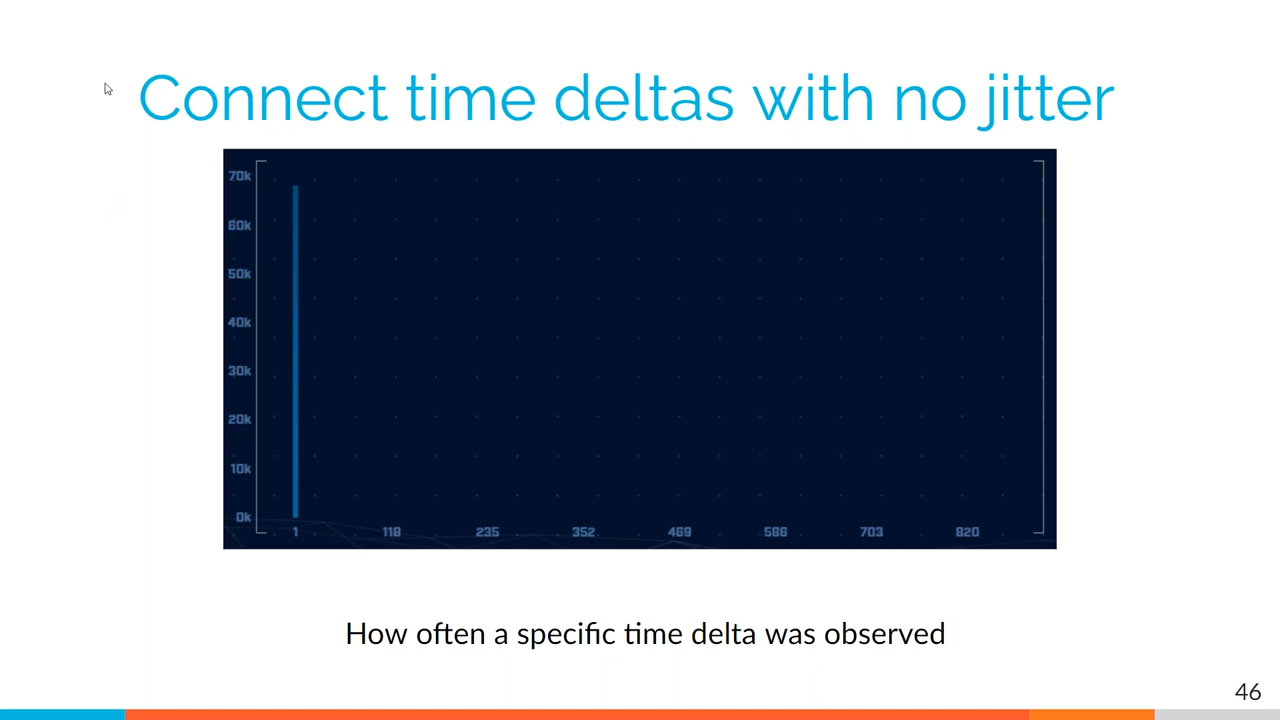 Connect time deltas with no jitter
70k
60k
50k
40k
30k
20k
10k
0k
1 118 235 352 469 586 703 820
How often a specific time delta was observed
46